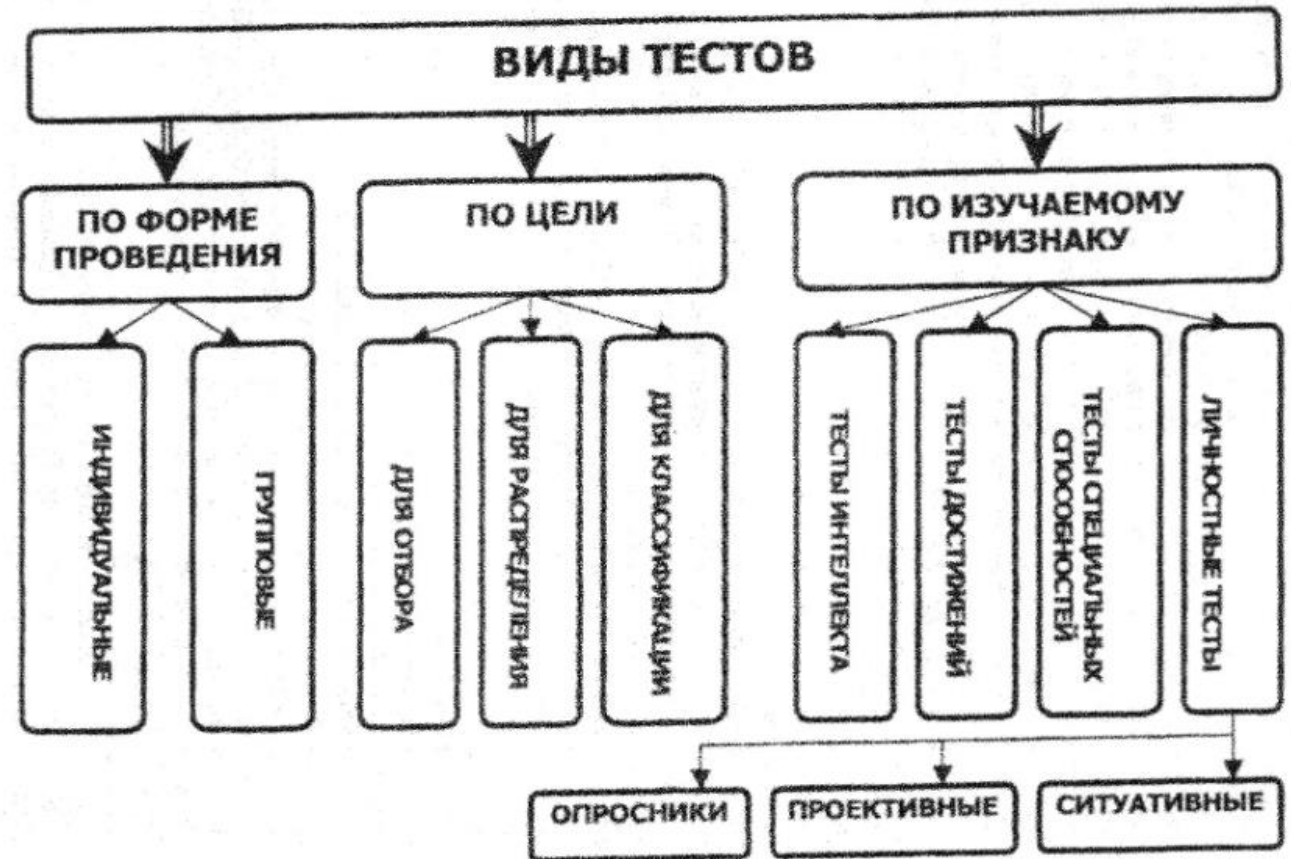 ВИДЫ ТЕСТОВ
ПО ФОРМЕ
ПРОВЕДЕНИЯ
ПО ЦЕЛИ
ПО ИЗУЧАЕМОМУ
ПРИЗНАКУ
ИНДИВИДУАЛЬНЫЕ
ГРУППОВЫЕ
ДЛЯ ОТБОРА
ДЛЯ РАСПРЕДЕЛЕНИЯ
ДЛЯ КЛАССИФИКАЦИИ
ТЕСТЫ ИНТЕЛЛЕКТА
ТЕСТЫ ДОСТИЖЕНИЙ
ТЕСТЫ СПЕЦИАЛЬНЫХ
СПОСОБНОСТЕЙ
ЛИЧНОСТНЫЕ ТЕСТЫ
ОПРОСНИКИ
ПРОЕКТИВНЫЕ
СИТУАТИВНЫЕ